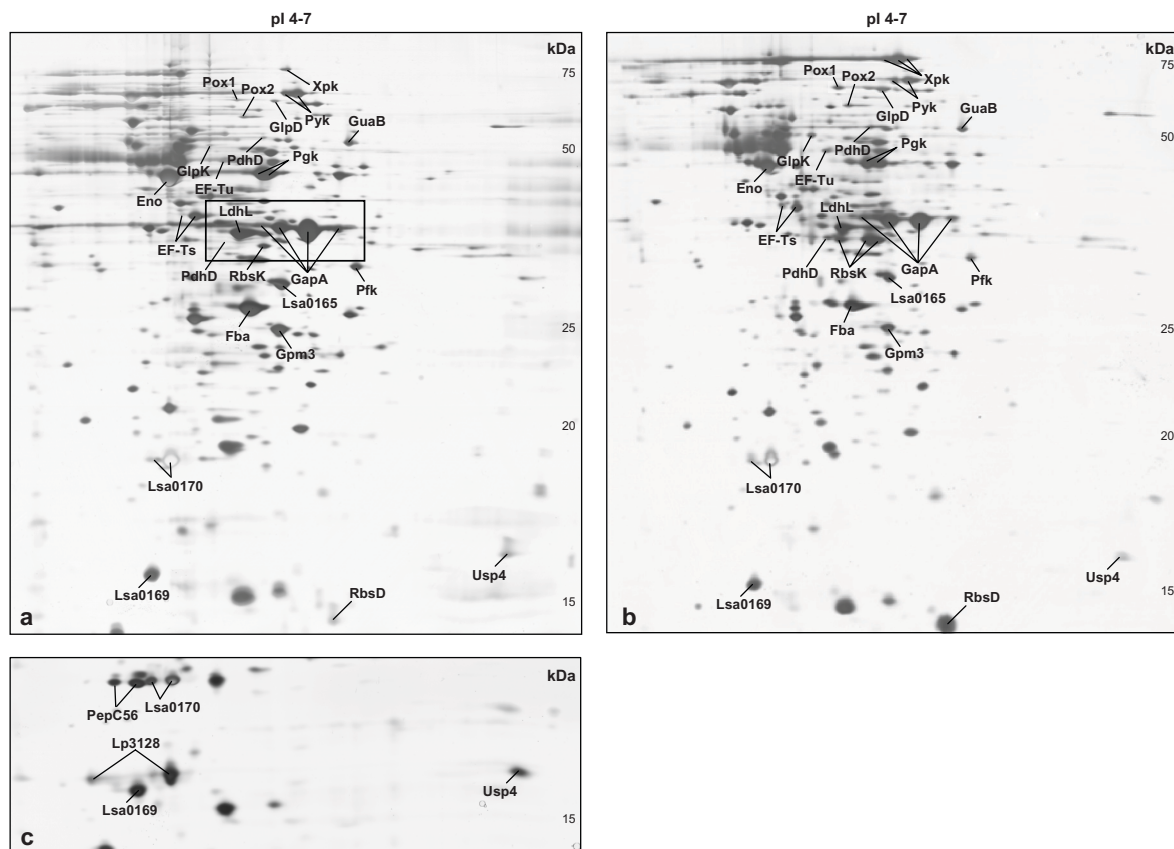 pI 4-7
kDa
75
Pox1
Pox2
Xpk
GlpD
Pyk
GuaB
50
GlpK
PdhD
Pgk
EF-Tu
Eno
LdhL
EF-Ts
PdhD
RbsK
GapA
Pfk
Lsa0165
Fba
25
Gpm3
20
Lsa0170
Usp4
Lsa0169
RbsD
15
a
pI 4-7
kDa
75
Pox1
Pox2
Xpk
Pyk
GlpD
GuaB
50
GlpK
PdhD
Pgk
EF-Tu
Eno
LdhL
EF-Ts
PdhD
RbsK
GapA
Pfk
Lsa0165
Fba
25
Gpm3
20
Lsa0170
Usp4
Lsa0169
RbsD
15
b
kDa
PepC56
Lsa0170
Lp3128
Usp4
Lsa0169
15
c